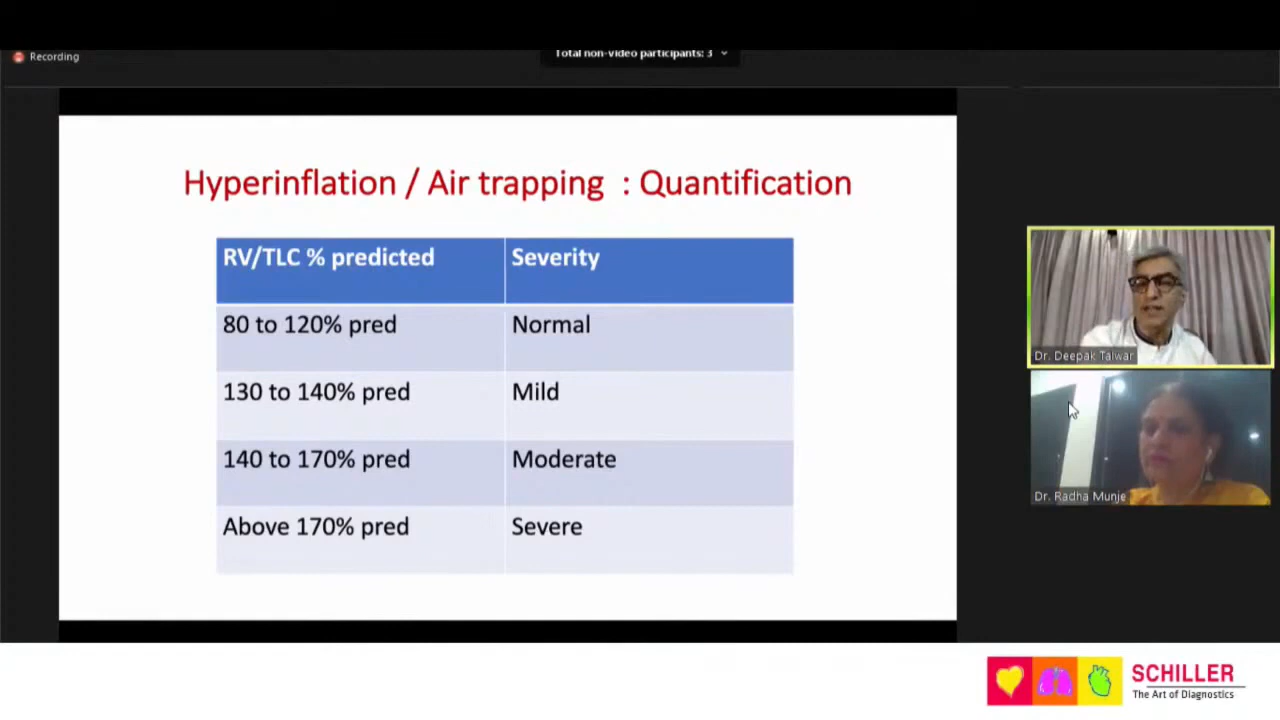 Recording
Total non-video participants: 3
Hyperinflation / Air trapping : Quantification
RV/TLC % predicted Severity
80 to 120% pred Normal
130 to 140% pred Mild
140 to 170% pred Moderate
Above 170% pred Severe
Dr. Deepak Talwar
Dr. Radha Munje
SCHILLER
The Art of Diagnostics